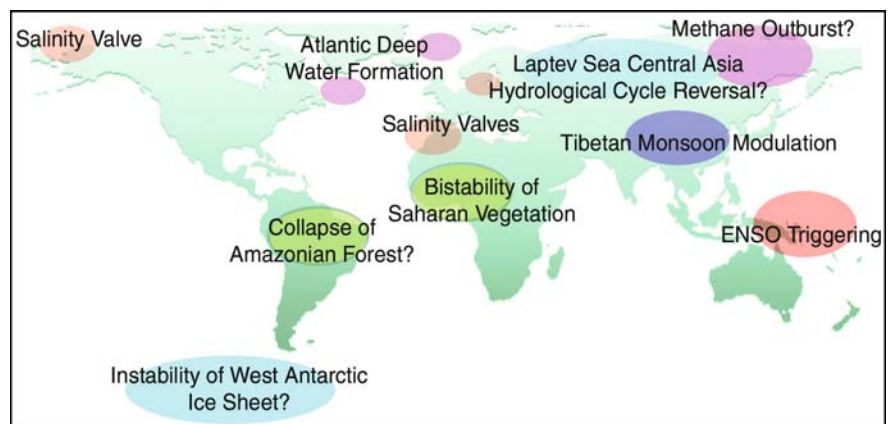 Salinity Valve
Atlantic Deep
Water Formation
Methane Outburst?
Laptev Sea Central Asia
Hydrological Cycle Reversal?
Salinity Valves
Tibetan Monsoon Modulation
Bistability of
Saharan Vegetation
Collapse of
Amazonian Forest?
ENSO Triggering
Instability of West Antarctic
Ice Sheet?